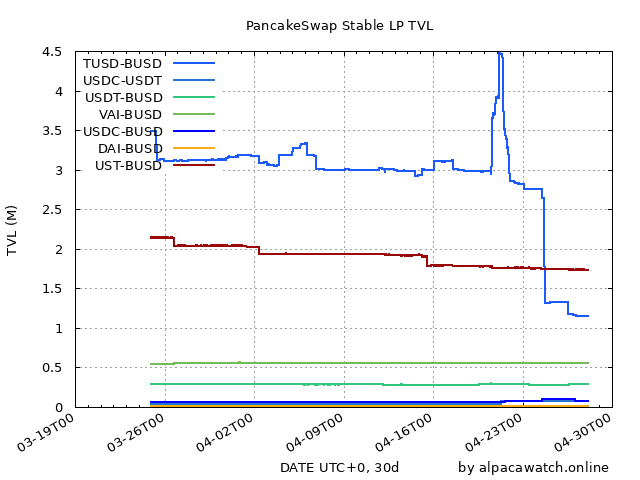 PancakeSwap Stable LP TVL
TUSD-BUSD
USDC-USDT
USDT-BUSD
VAI-BUSD
USDC-BUSD
DAI-BUSD
UST-BUSD
TVL (M)
4.5
4
3.5
3
2.5
2
1.5
1
0.5
0
03-19T00
03-26T00
04-02T00
04-09T00
04-16T00
04-23T00
04-30T00
DATE UTC+0, 30d
by alpacawatch.online